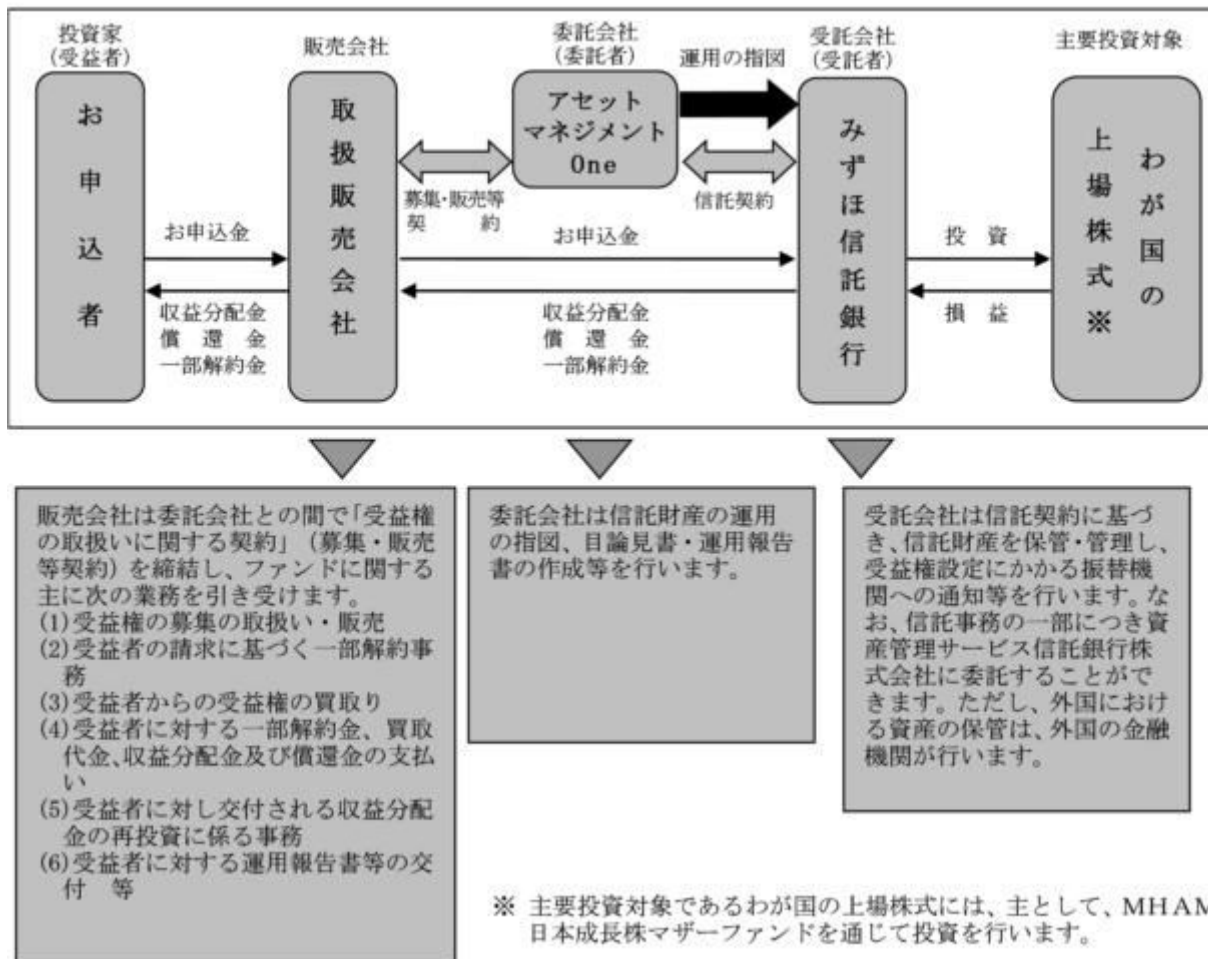 投資家
(受益者)
お申込者
販売会社
取扱販売会社
委託会社
(委託者)
アセット
マネジメント
One
運用の指図
受託会社
(受託者)
みずほ信託銀行
主要投資対象
わが国の
上場株式※
募集・販売等
契　　約
信託契約
お申込金
収益分配金
償　還　金
一部解約金
お申込金
収益分配金
償　還　金
一部解約金
投　資
損　益
販売会社は委託会社との間で「受益権
の取扱いに関する契約」（募集・販売
等契約）を締結し、ファンドに関する
主に次の業務を引き受けます。
(1)受益権の募集の取扱い・販売
(2)受益者の請求に基づく一部解約事
務
(3)受益者からの受益権の買取り
(4)受益者に対する一部解約金、買取
代金、収益分配金及び償還金の支払
い
(5)受益者に対し交付される収益分配
金の再投資に係る事務
(6)受益者に対する運用報告書等の交
付　等
委託会社は信託財産の運用
の指図、目論見書・運用報告
書の作成等を行います。
受託会社は信託契約に基づ
き、信託財産を保管・管理し、
受益権設定にかかる振替機
関への通知等を行います。な
お、信託事務の一部につき資
産管理サービス信託銀行株
式会社に委託することがで
きます。ただし、外国におけ
る資産の保管は、外国の金融
機関が行います。
※ 主要投資対象であるわが国の上場株式には、主として、MHAM
日本成長株マザーファンドを通じて投資を行います。